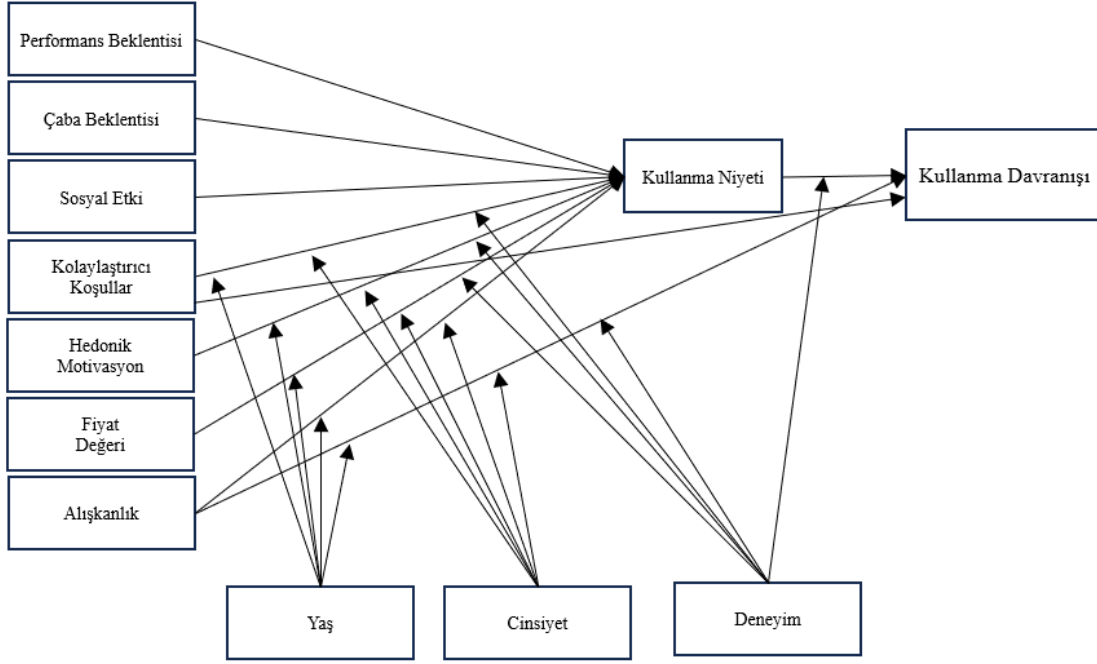 Performans Beklentisi
Çaba Beklentisi
Sosyal Etki
Kolaylaştırıcı
Koşullar
Hedonik
Motivasyon
Fiyat
Değeri
Alışkanlık
Kullanma Niyeti
Kullanma Davranışı
Yaş
Cinsiyet
Deneyim